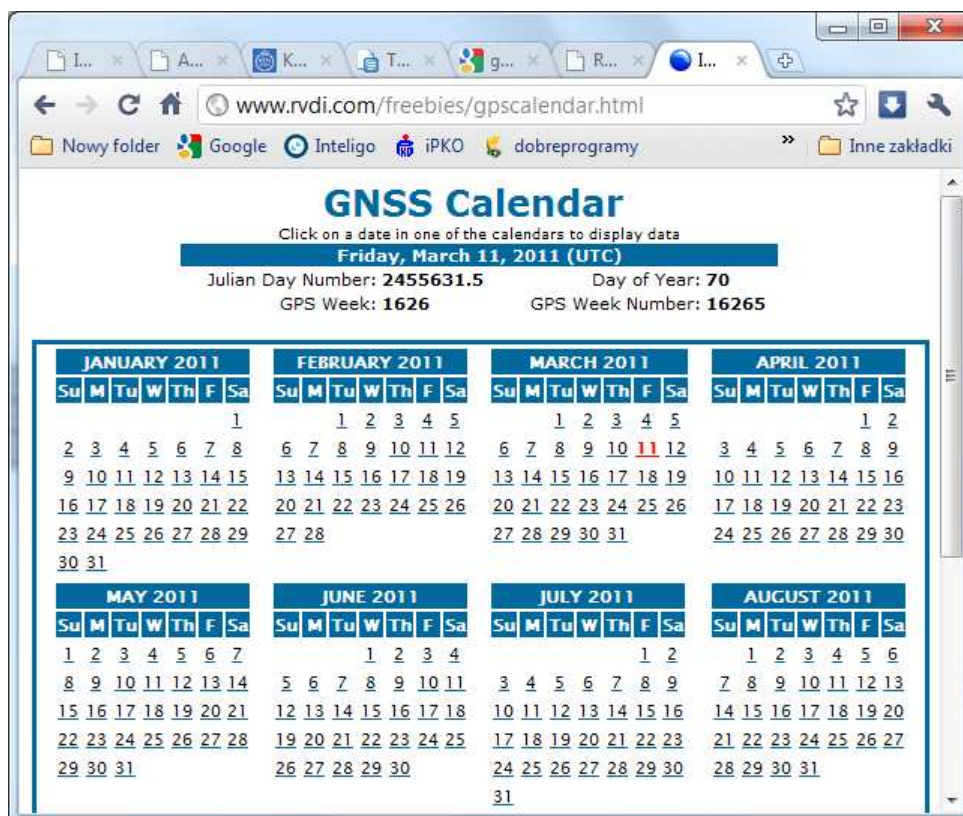 I... A... K... T... g... R... I...
www.rvdi.com/freebies/gpscalendar.html
Nowy folder Google Inteligo iPKO dobreprogramy » Inne zakładki
GNSS Calendar
Click on a date in one of the calendars to display data
Friday, March 11, 2011 (UTC)
Julian Day Number: 2455631.5 Day of Year: 70
GPS Week: 1626 GPS Week Number: 16265
JANUARY 2011 FEBRUARY 2011 MARCH 2011 APRIL 2011
Su M Tu W Th F Sa Su M Tu W Th F Sa Su M Tu W Th F Sa Su M Tu W Th F Sa
1 1 2 3 4 5 1 2 3 4 5 1 2
2 3 4 5 6 7 8 6 7 8 9 10 11 12 6 7 8 9 10 11 12 3 4 5 6 7 8 9
9 10 11 12 13 14 15 13 14 15 16 17 18 19 13 14 15 16 17 18 19 10 11 12 13 14 15 16
16 17 18 19 20 21 22 20 21 22 23 24 25 26 20 21 22 23 24 25 26 17 18 19 20 21 22 23
23 24 25 26 27 28 29 27 28 27 28 29 30 31 24 25 26 27 28 29 30
30 31
MAY 2011 JUNE 2011 JULY 2011 AUGUST 2011
Su M Tu W Th F Sa Su M Tu W Th F Sa Su M Tu W Th F Sa Su M Tu W Th F Sa
1 2 3 4 5 6 7 1 2 3 4 1 2 1 2 3 4 5 6
8 9 10 11 12 13 14 5 6 7 8 9 10 11 3 4 5 6 7 8 9 7 8 9 10 11 12 13
15 16 17 18 19 20 21 12 13 14 15 16 17 18 10 11 12 13 14 15 16 14 15 16 17 18 19 20
22 23 24 25 26 27 28 19 20 21 22 23 24 25 17 18 19 20 21 22 23 21 22 23 24 25 26 27
29 30 31 26 27 28 29 30 24 25 26 27 28 29 30 28 29 30 31
31